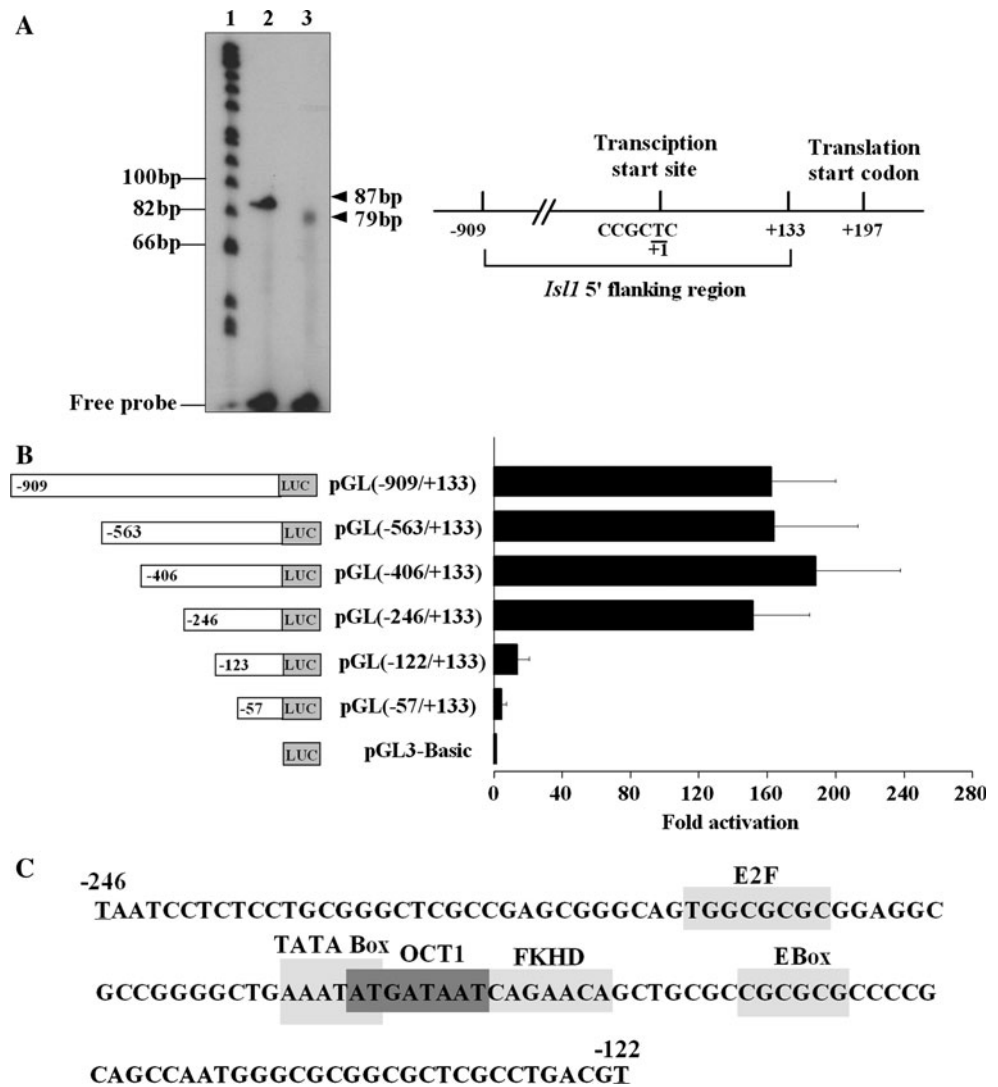 A
1 2 3
100bp
82bp
66bp
Free probe
87bp
79bp
Transciption
start site
Translation
start codon
-909
CCGCTC
+1
+133
+197
Isl1 5' flanking region
B
-909 LUC pGL(-909/+133)
-563 LUC pGL(-563/+133)
-406 LUC pGL(-406/+133)
-246 LUC pGL(-246/+133)
-123 LUC pGL(-122/+133)
-57 LUC pGL(-57/+133)
LUC pGL3-Basic
0 40 80 120 160 200 240 280
Fold activation
C
-246
E2F
TAATCCTCTCCTGCGGGCTCGCCGAGCGGGCAGTGGCGCGCGGAGGC
TATA Box OCT1 FKHD EBox
GCCGGGGCTGAAATATGATAATCAGAACAGCTGCGCCGCGCGCCCCG
-122
CAGCCAATGGGCGCGGCGCTCGCCTGACGT